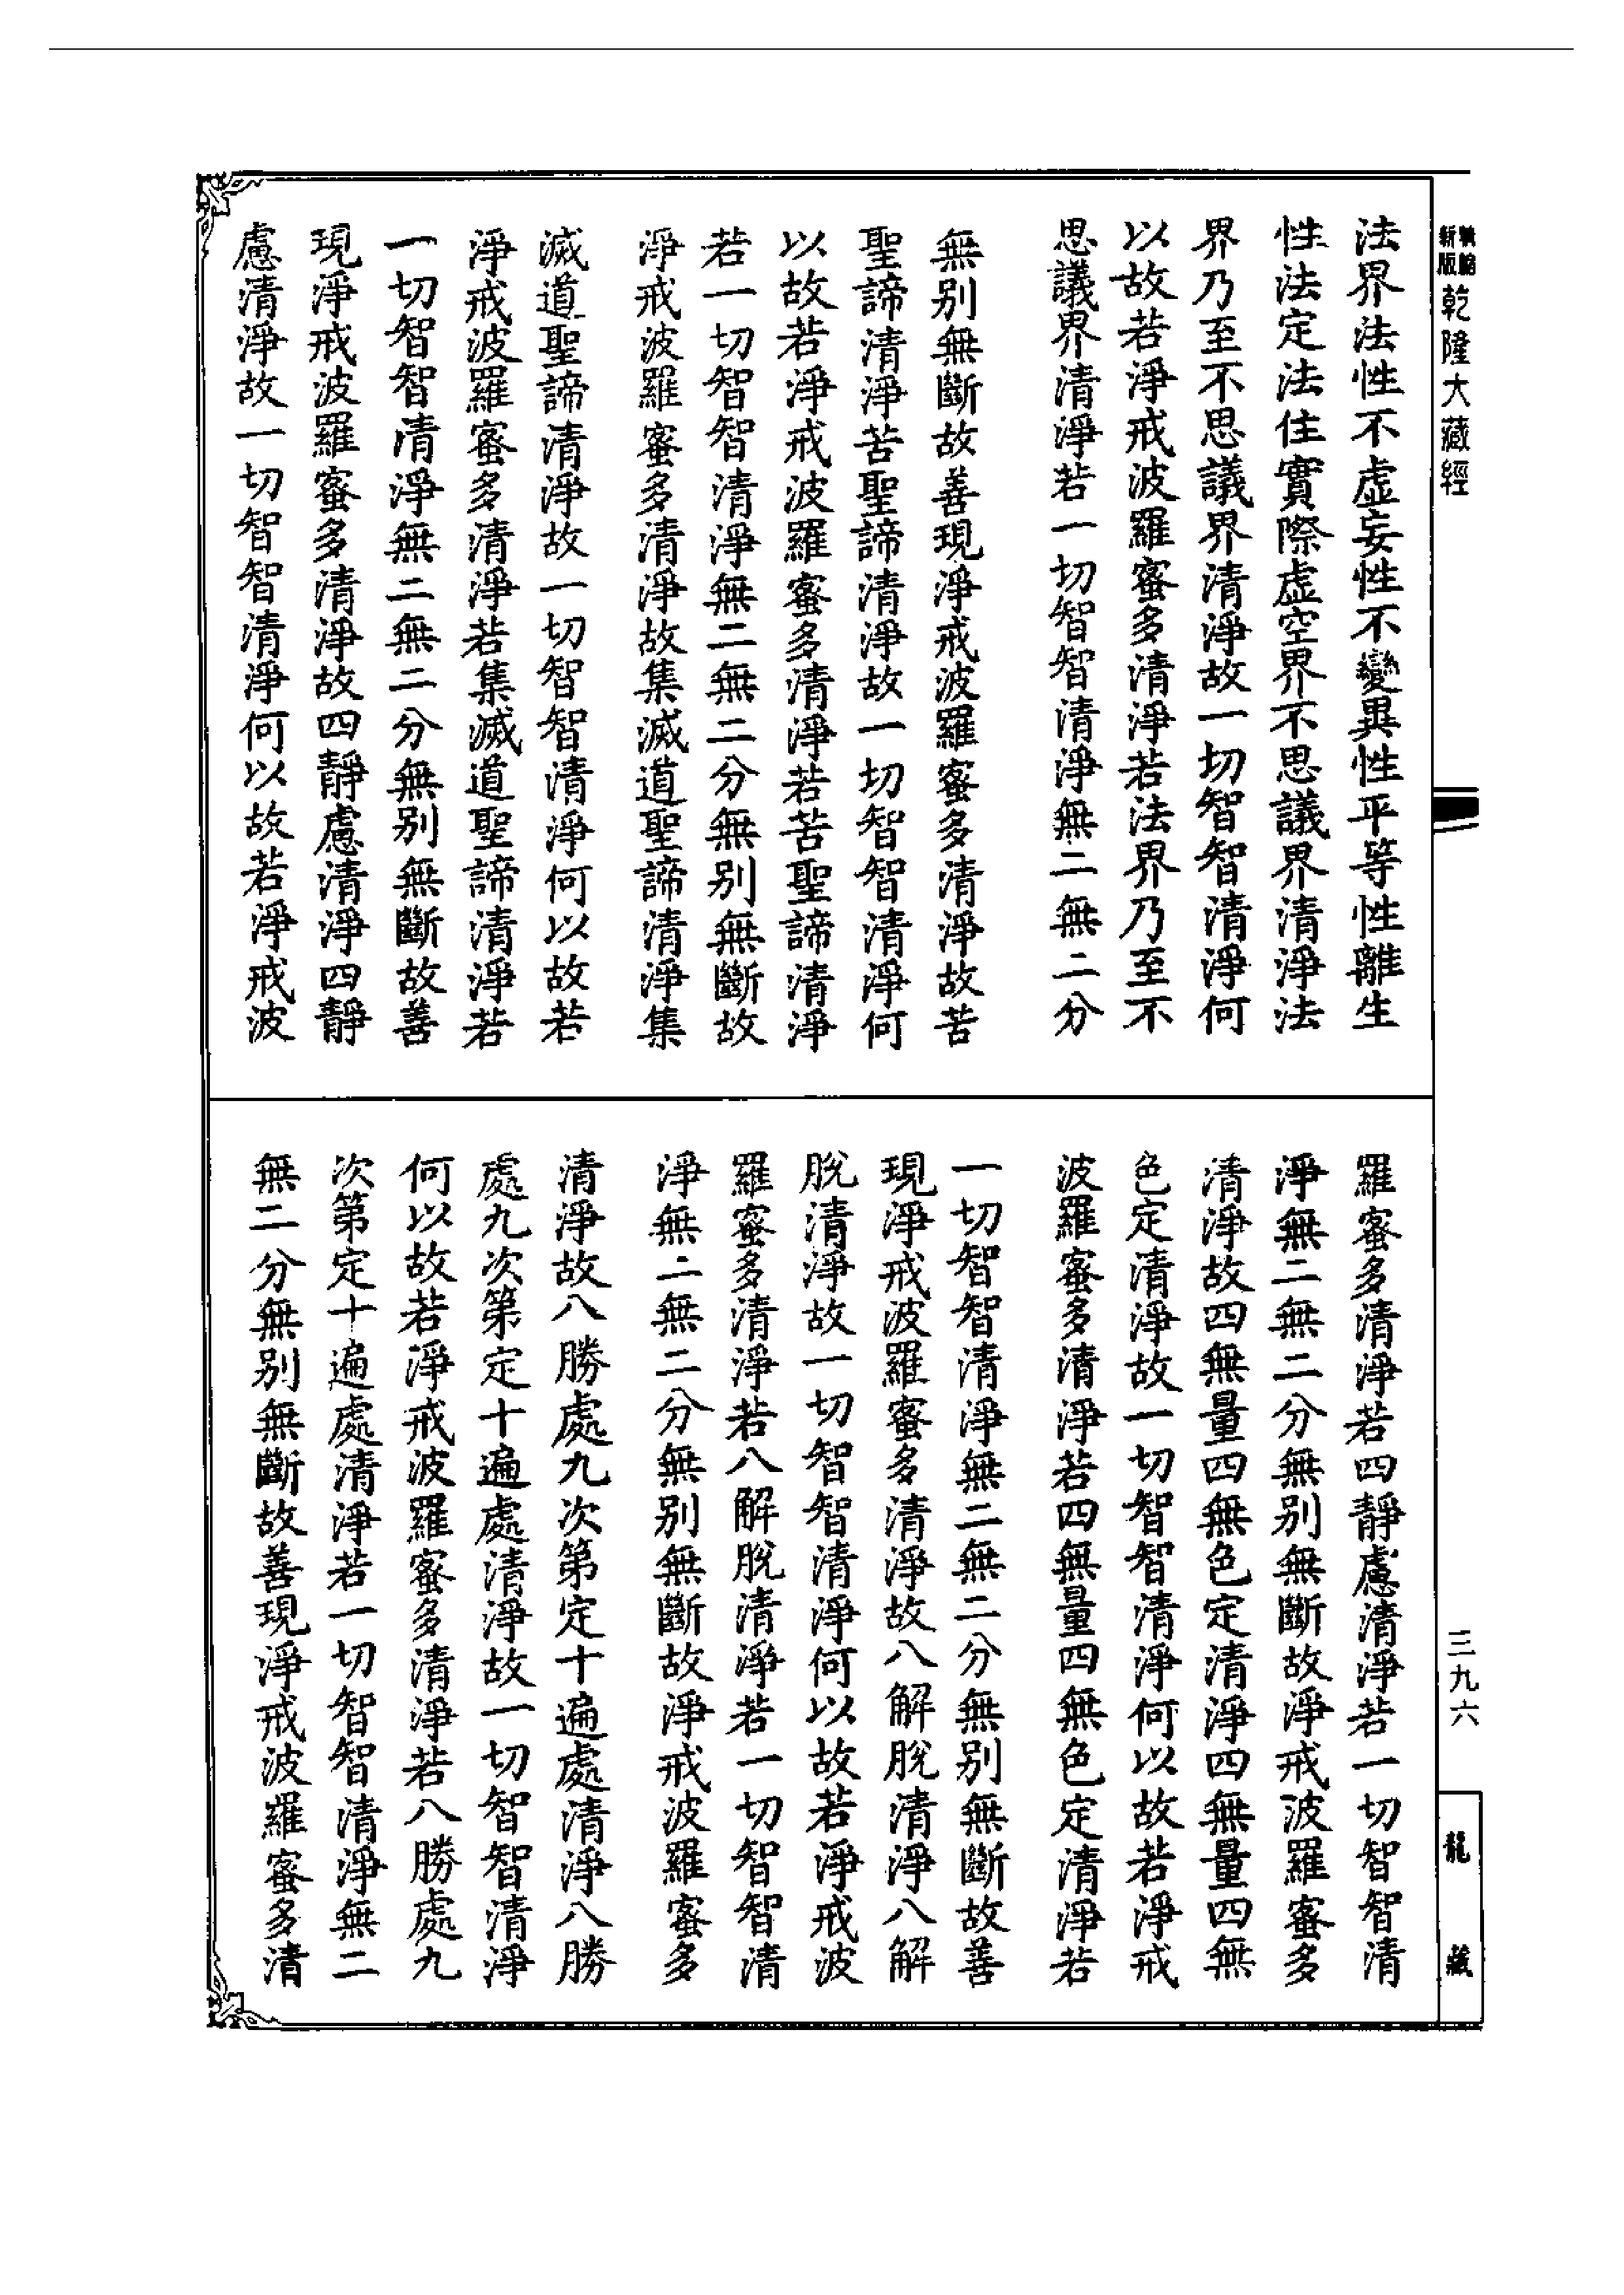 法界法性不虛妄性不變異性平等性離生
性法定法住實際虛空界不思議界清淨法
界乃至不思議界清淨故一切智智清淨何
以故若淨戒波羅蜜多清淨若法界乃至不
思議界清淨若一切智智清淨無二無二分
無別無斷故善現淨戒波羅蜜多清淨故苦
聖諦清淨苦聖諦清淨故一切智智清淨何
以故若淨戒波羅蜜多清淨若苦聖諦清淨
若一切智智清淨無二無二分無別無斷故
淨戒波羅蜜多清淨故集滅道聖諦清淨集
滅道聖諦清淨故一切智智清淨何以故若
淨戒波羅蜜多清淨若集滅道聖諦清淨若
一切智智清淨無二無二分無別無斷故善
現淨戒波羅蜜多清淨故四靜慮清淨四靜
慮清淨故一切智智清淨何以故若淨戒波
羅蜜多清淨若四靜慮清淨若一切智智清
淨無二無二分無別無斷故淨戒波羅蜜多
清淨故四無量四無色定清淨四無量四無
色定清淨故一切智智清淨何以故若淨戒
波羅蜜多清淨若四無量四無色定清淨若
一切智智清淨無二無二分無別無斷故善
現淨戒波羅蜜多清淨故八解脫清淨八解
脫清淨故一切智智清淨何以故若淨戒波
羅蜜多清淨若八解脫清淨若一切智智清
淨無二無二分無別無斷故淨戒波羅蜜多
清淨故八勝處九次第定十遍處清淨八勝
處九次第定十遍處清淨故一切智智清淨
何以故若淨戒波羅蜜多清淨若八勝處九
次第定十遍處清淨若一切智智清淨無二
無二分無別無斷故善現淨戒波羅蜜多清
新版
乾隆大藏經
三九六
龍藏